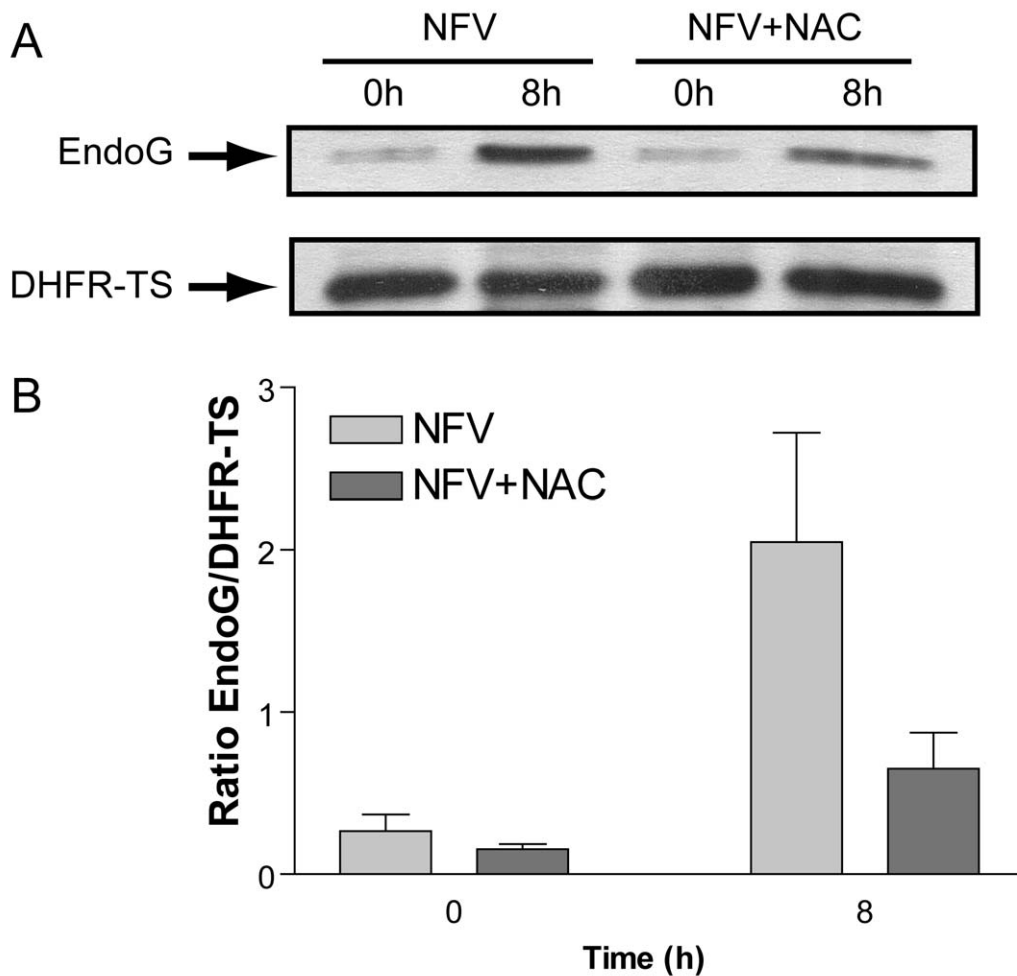 A
NFV NFV+NAC
0h 8h 0h 8h
EndoG
DHFR-TS
B
Ratio EndoG/DHFR-TS
3
2
1
0
NFV
NFV+NAC
0 8
Time (h)